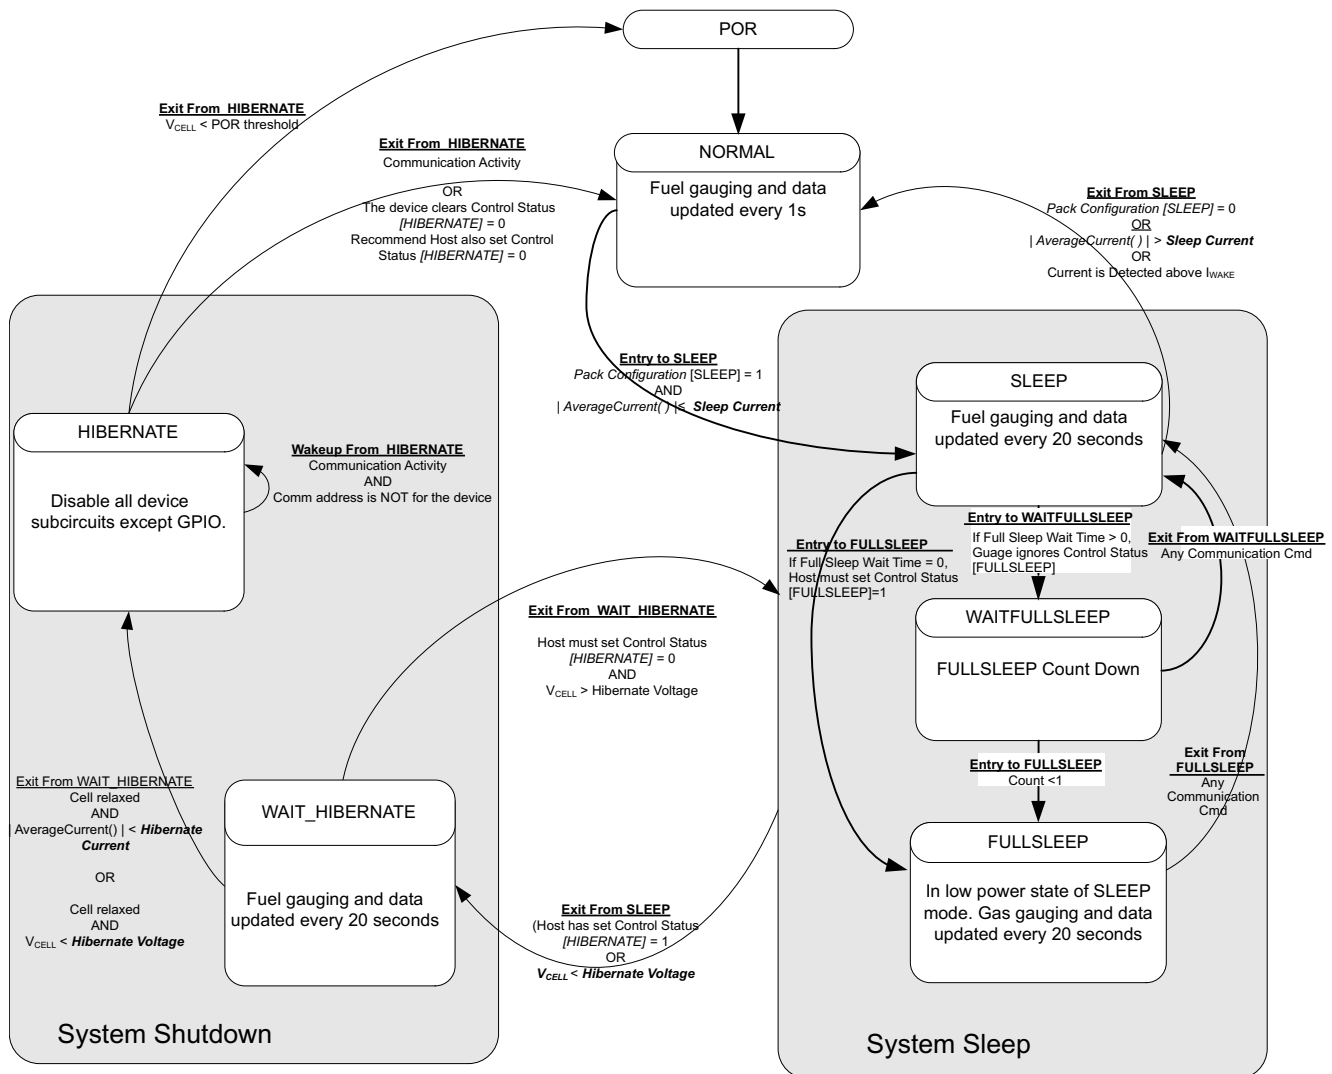 POR
Exit From HIBERNATE
VCELL < POR threshold
Exit From HIBERNATE
Communication Activity
OR
The device clears Control Status
[HIBERNATE] = 0
Recommend Host also set Control
Status [HIBERNATE] = 0
NORMAL
Fuel gauging and data
updated every 1s
Exit From SLEEP
Pack Configuration [SLEEP] = 0
OR
| AverageCurrent( ) | > Sleep Current
OR
Current is Detected above IWAKE
Entry to SLEEP
Pack Configuration [SLEEP] = 1
AND
| AverageCurrent( ) |≤ Sleep Current
HIBERNATE
Disable all device
subcircuits except GPIO.
Wakeup From HIBERNATE
Communication Activity
AND
Comm address is NOT for the device
SLEEP
Fuel gauging and data
updated every 20 seconds
Entry to WAITFULLSLEEP
If Full Sleep Wait Time > 0,
Guage ignores Control Status
[FULLSLEEP]
Exit From WAITFULLSLEEP
Any Communication Cmd
Entry to FULLSLEEP
If Full Sleep Wait Time = 0,
Host must set Control Status
[FULLSLEEP]=1
WAITFULLSLEEP
FULLSLEEP Count Down
Exit From WAIT_HIBERNATE
Host must set Control Status
[HIBERNATE] = 0
AND
VCELL > Hibernate Voltage
Entry to FULLSLEEP
Count <1
Exit From
FULLSLEEP
Any
Communication
Cmd
Exit From WAIT_HIBERNATE
Cell relaxed
AND
| AverageCurrent() | < Hibernate
Current
OR
Cell relaxed
AND
VCELL < Hibernate Voltage
WAIT_HIBERNATE
Fuel gauging and data
updated every 20 seconds
Exit From SLEEP
(Host has set Control Status
[HIBERNATE] = 1
OR
VCELL < Hibernate Voltage
FULLSLEEP
In low power state of SLEEP
mode. Gas gauging and data
updated every 20 seconds
System Shutdown
System Sleep